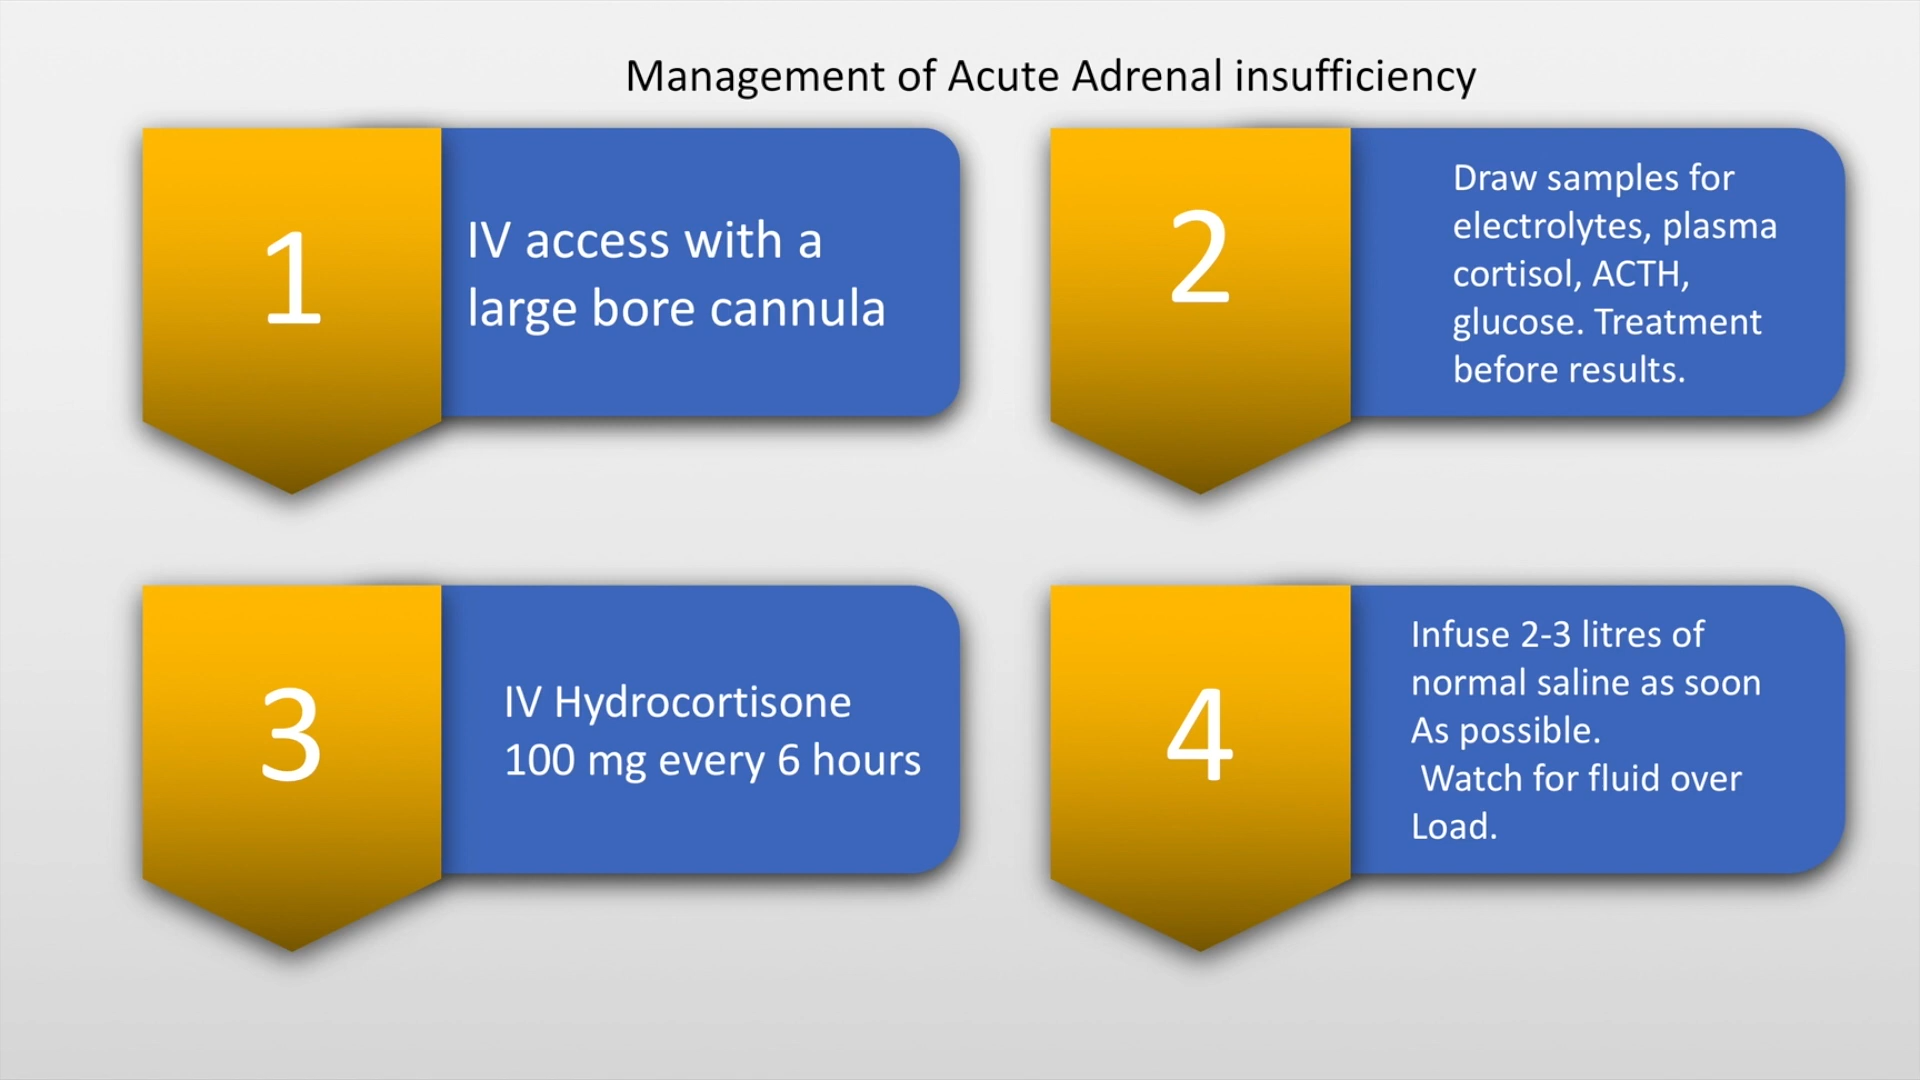 Management of Acute Adrenal insufficiency
1
IV access with a
large bore cannula
2
Draw samples for
electrolytes, plasma
cortisol, ACTH,
glucose. Treatment
before results.
3
IV Hydrocortisone
100 mg every 6 hours
4
Infuse 2-3 litres of
normal saline as soon
As possible.
Watch for fluid over
Load.